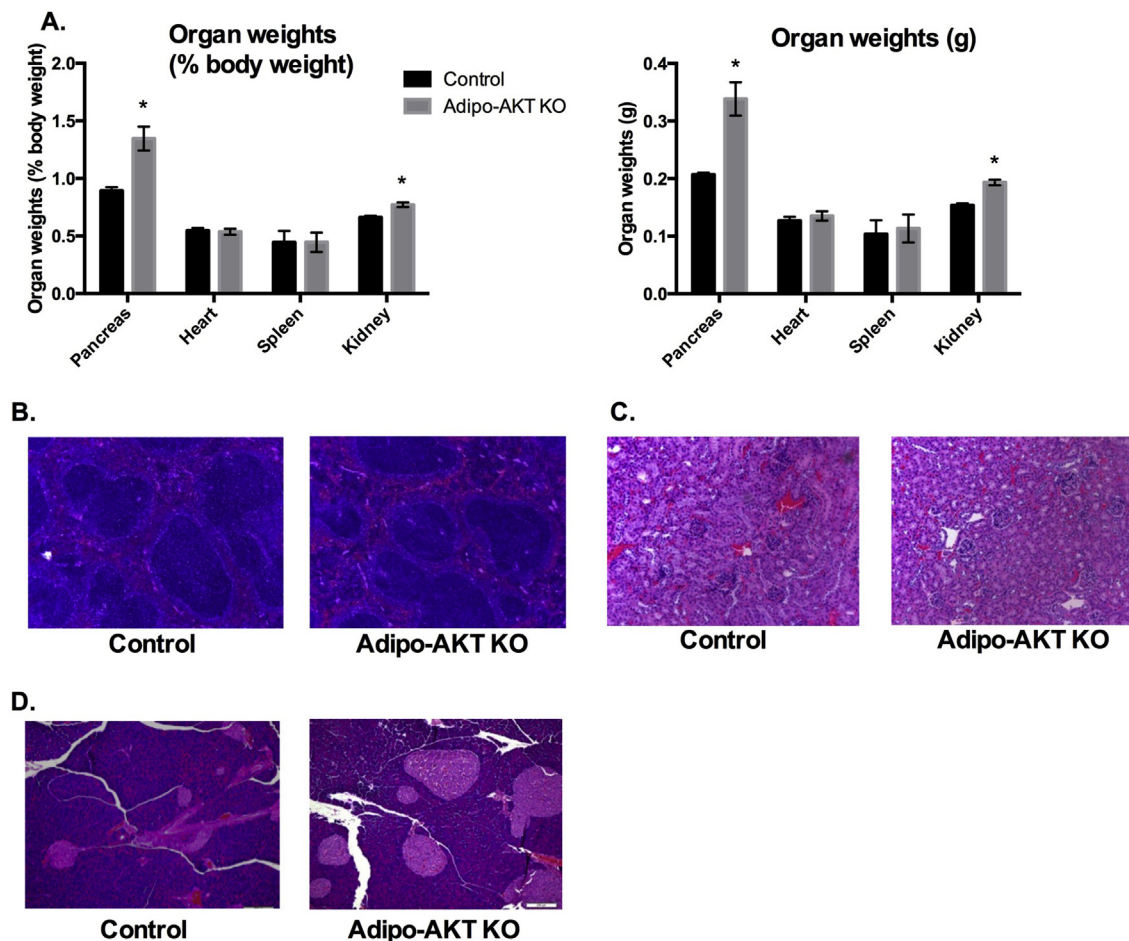 A.
Organ weights
(% body weight)
Organ weights (% body weight)
2.0
1.5
1.0
0.5
0.0
*
*
Pancreas
Heart
Spleen
Kidney
Control
Adipo-AKT KO
Organ weights (g)
Organ weights (g)
0.4
0.3
0.2
0.1
0.0
*
*
Pancreas
Heart
Spleen
Kidney
B.
Control
Adipo-AKT KO
C.
Control
Adipo-AKT KO
D.
Control
Adipo-AKT KO